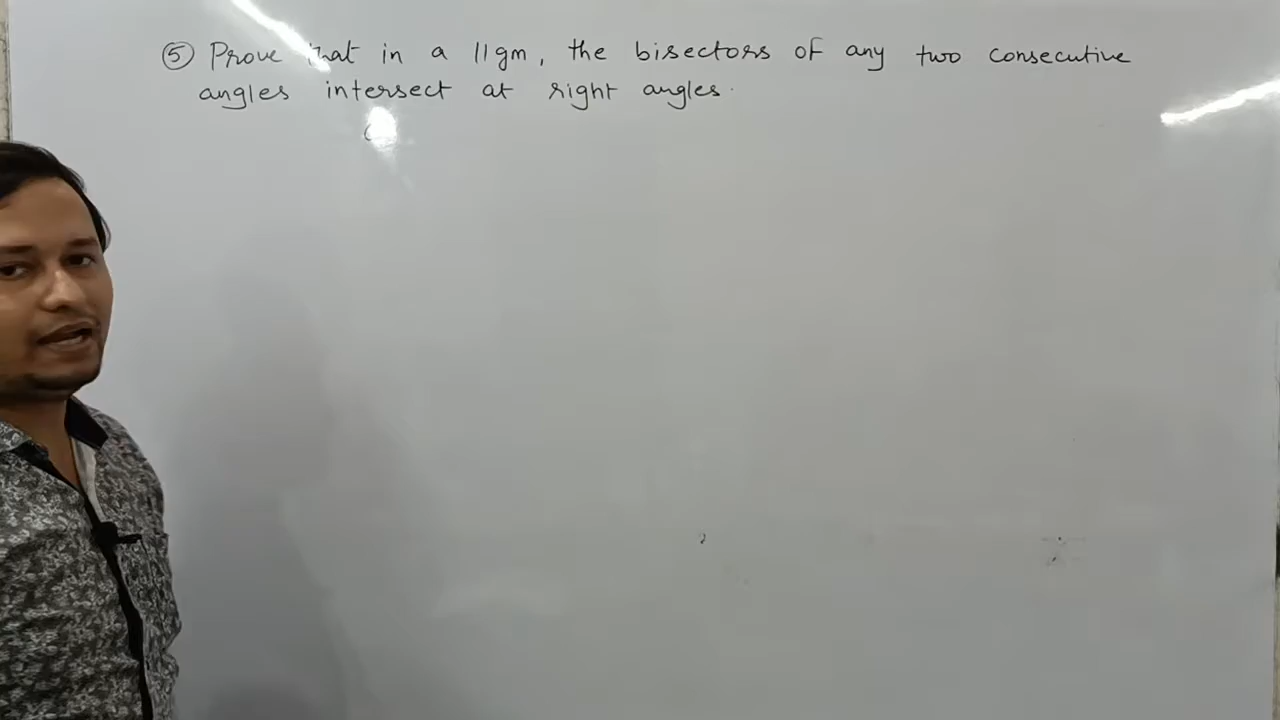 ⑤ Prove that in a ||gm, the bisectors of any two consecutive
angles intersect at right angles.